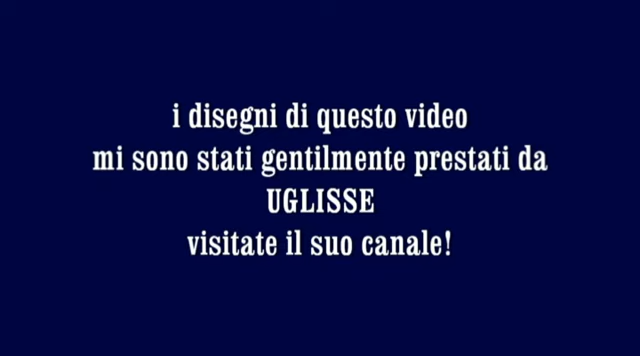 i disegni di questo video
mi sono stati gentilmente prestati da
UGLISSE
visitate il suo canale!